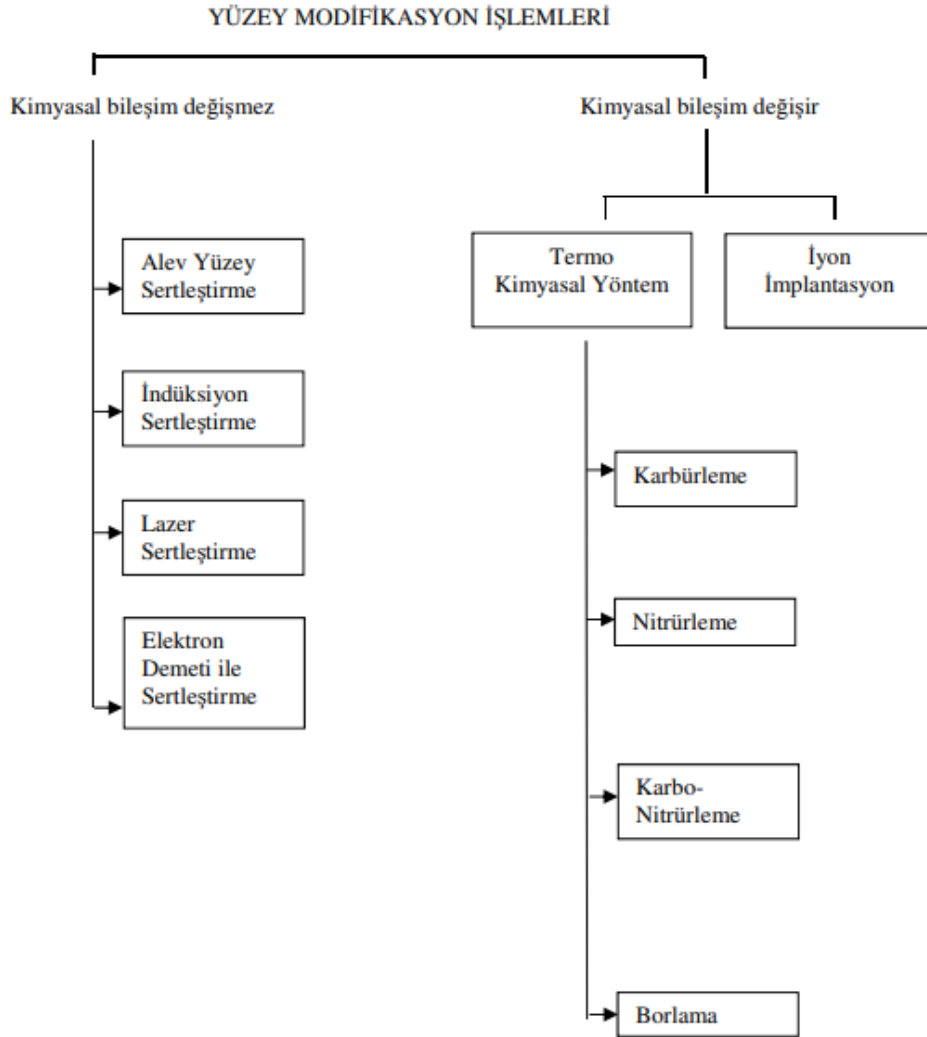 YÜZEY MODİFİKASYON İŞLEMLERİ
Kimyasal bileşim değişmez
Kimyasal bileşim değişir
Alev Yüzey
Sertleştirme
İndüksiyon
Sertleştirme
Lazer
Sertleştirme
Elektron
Demeti ile
Sertleştirme
Termo
Kimyasal Yöntem
İyon
İmplantasyon
Karbürleme
Nitrürleme
Karbo-
Nitrürleme
Borlama